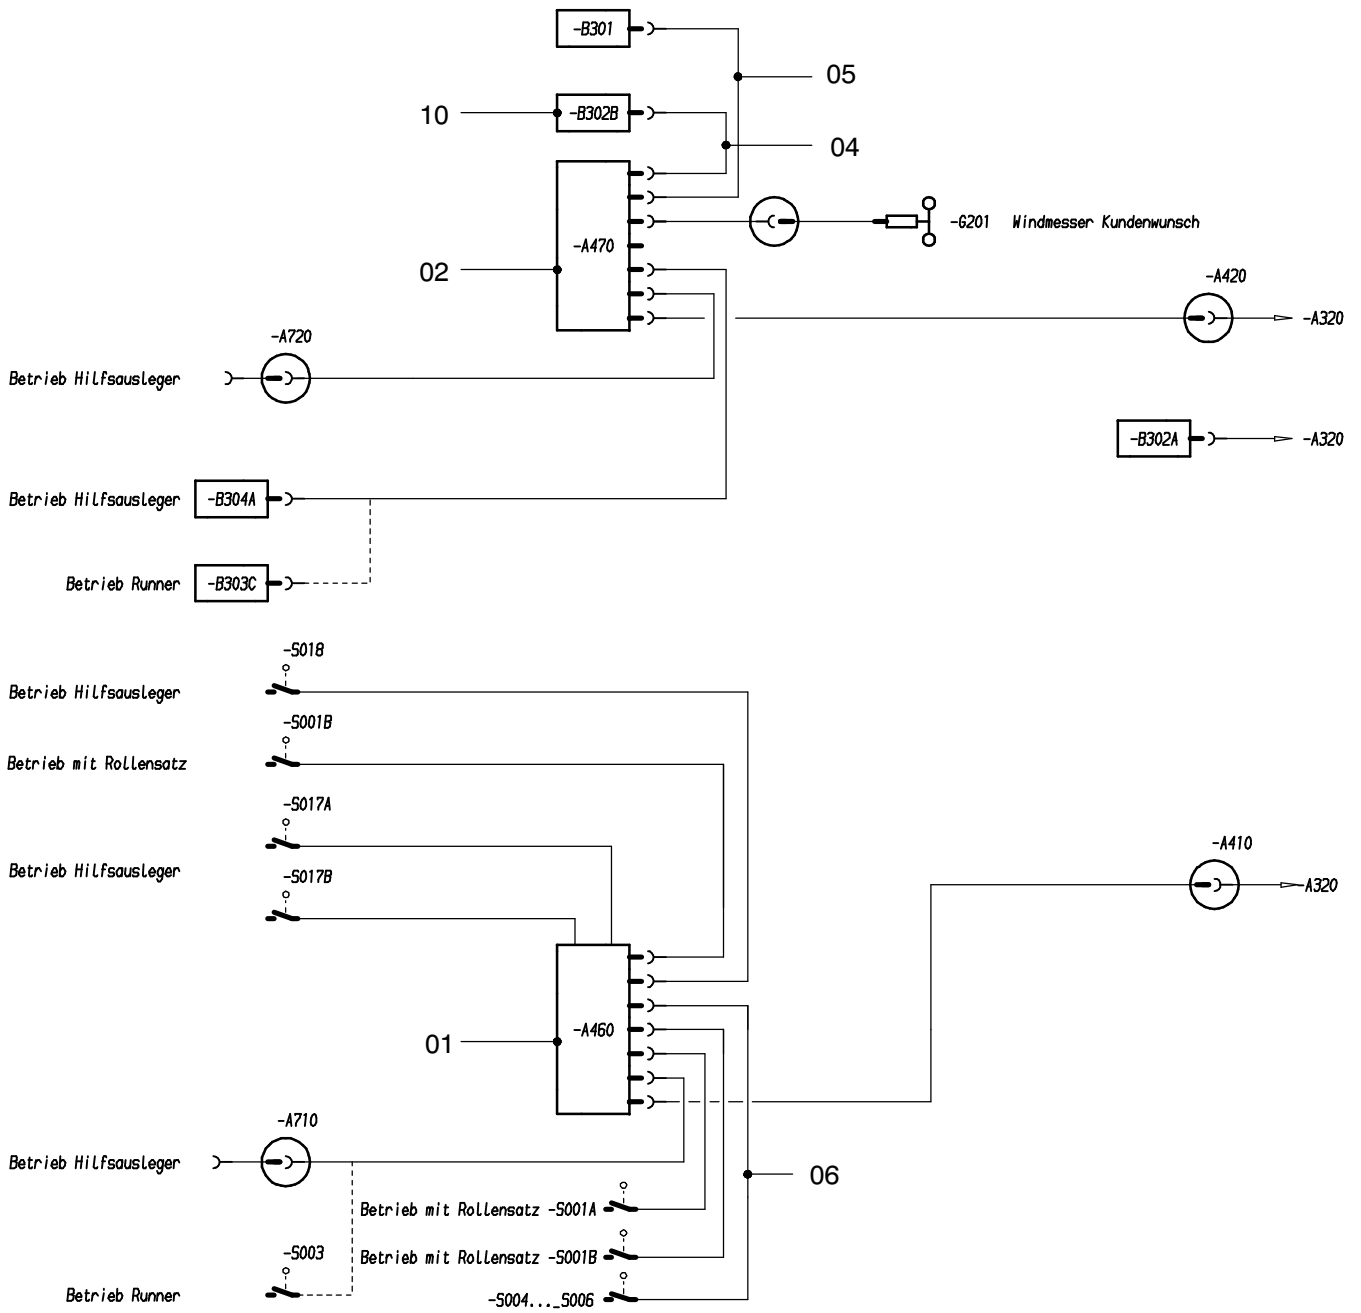 -B301
05
10
-B302B
04
-G201 Windmesser Kundenwunsch
-A470
02
-A420
-A320
-A720
Betrieb Hilfsausleger
-B302A
-A320
Betrieb Hilfsausleger
-B304A
Betrieb Runner
-B303C
-S018
Betrieb Hilfsausleger
-S001B
Betrieb mit Rollensatz
-S017A
-A410
Betrieb Hilfsausleger
-S017B
-A320
-A460
01
-A710
Betrieb Hilfsausleger
06
Betrieb mit Rollensatz -S001A
-S003
Betrieb mit Rollensatz -S001B
Betrieb Runner
-S004..._S006